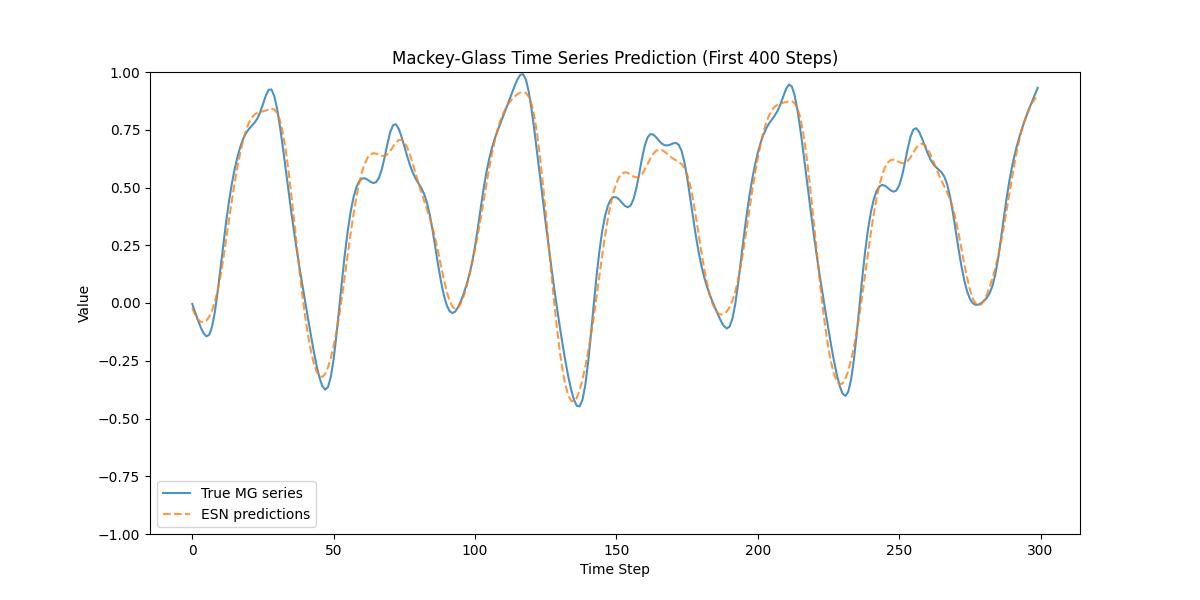 Mackey-Glass Time Series Prediction (First 400 Steps)
1.00
0.75
0.50
0.25
0.00
−0.25
−0.50
−0.75
−1.00
Value
True MG series
ESN predictions
0 50 100 150 200 250 300
Time Step